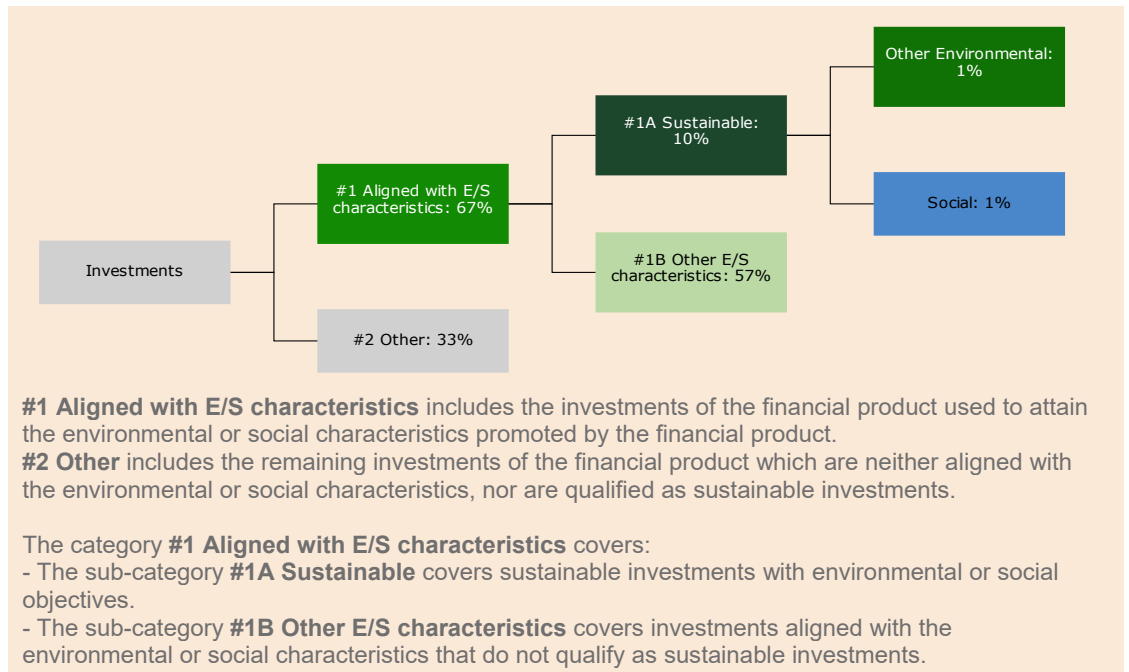 Other Environmental:
1%
#1A Sustainable:
10%
#1 Aligned with E/S
characteristics: 67%
Social: 1%
Investments
#1B Other E/S
characteristics: 57%
#2 Other: 33%
#1 Aligned with E/S characteristics includes the investments of the financial product used to attain
the environmental or social characteristics promoted by the financial product.
#2 Other includes the remaining investments of the financial product which are neither aligned with
the environmental or social characteristics, nor are qualified as sustainable investments.
The category #1 Aligned with E/S characteristics covers:
- The sub-category #1A Sustainable covers sustainable investments with environmental or social
objectives.
- The sub-category #1B Other E/S characteristics covers investments aligned with the
environmental or social characteristics that do not qualify as sustainable investments.